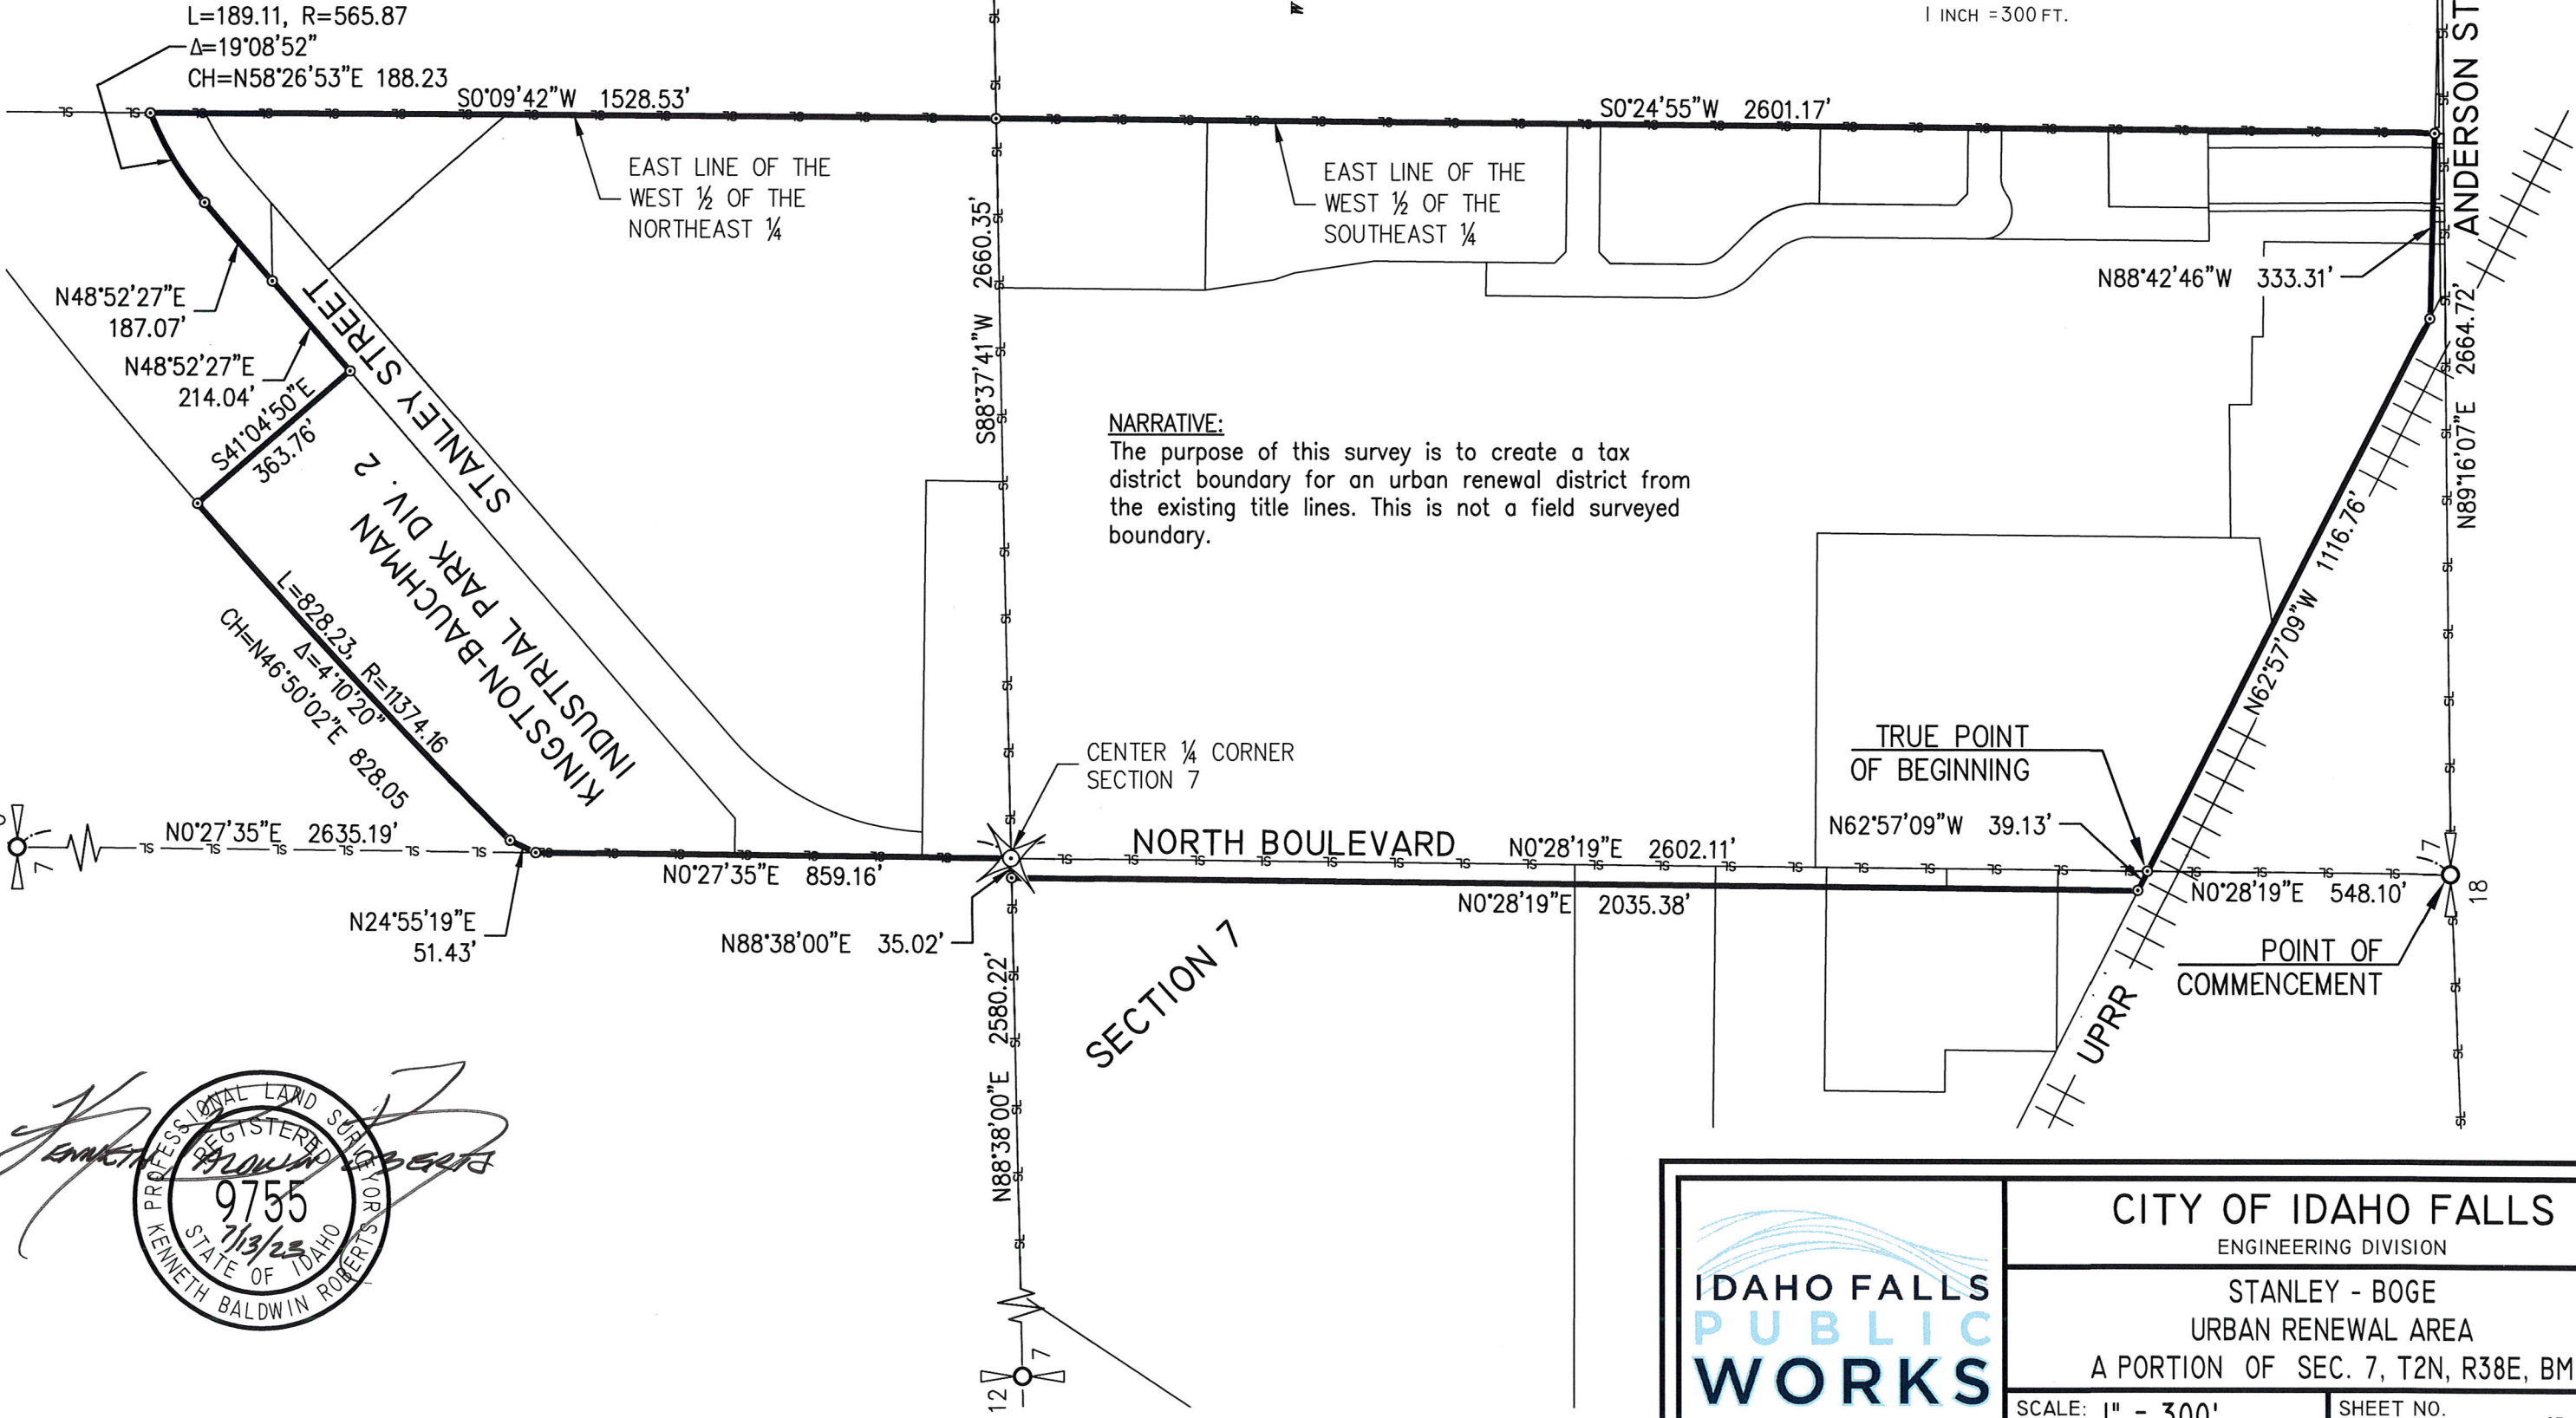 L=189.11, R=565.87
Δ=19°08'52"
CH=N58°26'53"E 188.23
1 INCH = 300 FT.
S0°09'42"W 1528.53'
S0°24'55"W 2601.17'
ANDERSON ST
EAST LINE OF THE
WEST ½ OF THE
NORTHEAST ¼
EAST LINE OF THE
WEST ½ OF THE
SOUTHEAST ¼
N88°42'46"W 333.31'
N48°52'27"E
187.07'
N48°52'27"E
214.04'
S41°04'50"E
363.76'
STANLEY STREET
KINGSTON-BAUCHMAN
INDUSTRIAL PARK DIV. 2
L=828.23, R=11374.16
Δ=4°10'20"
CH=N46°50'02"E 828.05
S88°37'41"W 2660.35'
NARRATIVE:
The purpose of this survey is to create a tax
district boundary for an urban renewal district from
the existing title lines. This is not a field surveyed
boundary.
N62°57'09"W 1116.76'
N89°16'07"E 2664.72'
CENTER ¼ CORNER
SECTION 7
TRUE POINT
OF BEGINNING
N62°57'09"W 39.13'
NORTH BOULEVARD
N0°28'19"E 2602.11'
N0°27'35"E 2635.19'
7
N0°27'35"E 859.16'
N0°28'19"E 2035.38'
N0°28'19"E 548.10'
7
18
N24°55'19"E
51.43'
N88°38'00"E 35.02'
SECTION 7
POINT OF
COMMENCEMENT
UPRR
N88°38'00"E 2580.22'
7
12
PROFESSIONAL LAND SURVEYOR
REGISTERED
9755
7/13/23
STATE OF IDAHO
KENNETH BALDWIN ROBERTS
IDAHO FALLS
PUBLIC
WORKS
CITY OF IDAHO FALLS
ENGINEERING DIVISION
STANLEY - BOGE
URBAN RENEWAL AREA
A PORTION OF SEC. 7, T2N, R38E, BM
SCALE: 1" = 300'
SHEET NO.